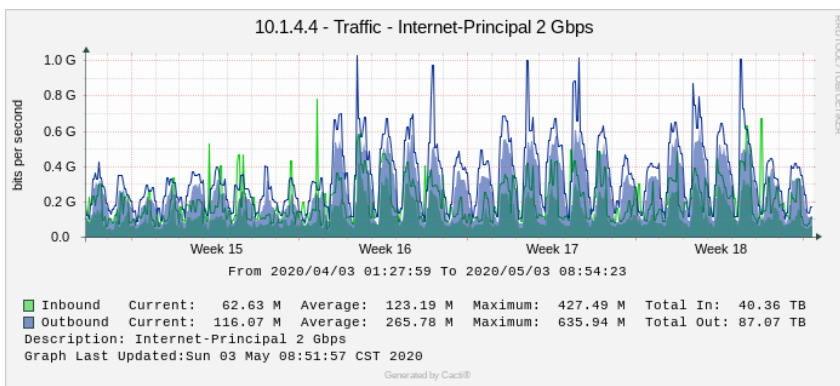 10.1.4.4 - Traffic - Internet-Principal 2 Gbps
bits per second
1.0 G
0.8 G
0.6 G
0.4 G
0.2 G
0.0
Week 15 Week 16 Week 17 Week 18
From 2020/04/03 01:27:59 To 2020/05/03 08:54:23
Inbound Current: 62.63 M Average: 123.19 M Maximum: 427.49 M Total In: 40.36 TB
Outbound Current: 116.07 M Average: 265.78 M Maximum: 635.94 M Total Out: 87.07 TB
Description: Internet-Principal 2 Gbps
Graph Last Updated:Sun 03 May 08:51:57 CST 2020
Generated by Cacti®